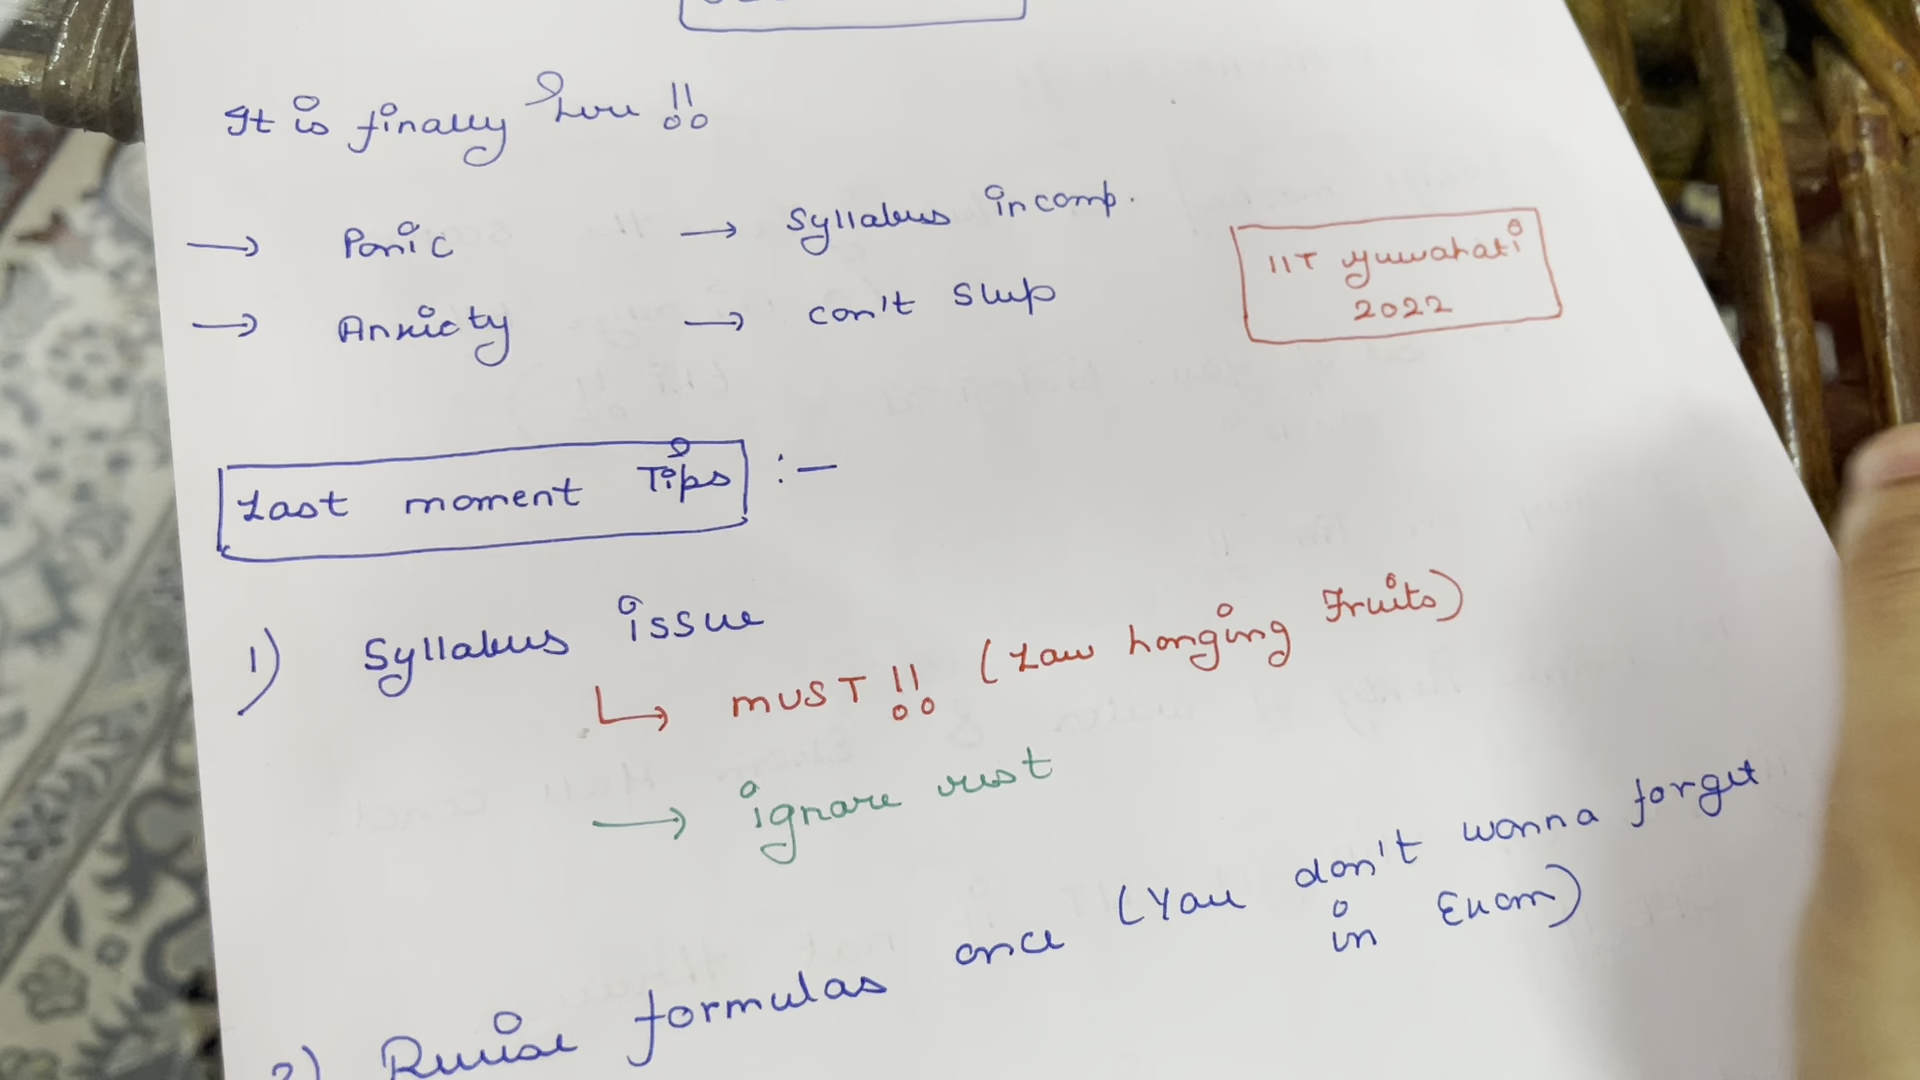 It is finally here !!
→ Panic → Syllabus incomp.
→ Anxiety → can't sleep
IIT Guwahati
2022
Last moment Tips :-
1) Syllabus issue
↳ MUST !! (Low hanging Fruits)
→ ignore rest
2) Revise formulas once (You don't wanna forget
in Exam)